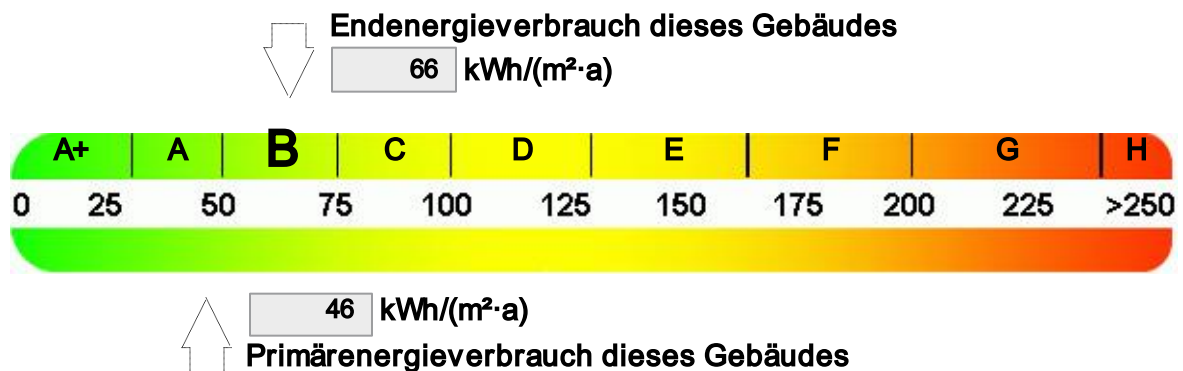 Endenergieverbrauch dieses Gebäudes
66 kWh/(m²·a)
A+ A B C D E F G H
0 25 50 75 100 125 150 175 200 225 >250
46 kWh/(m²·a)
Primärenergieverbrauch dieses Gebäudes